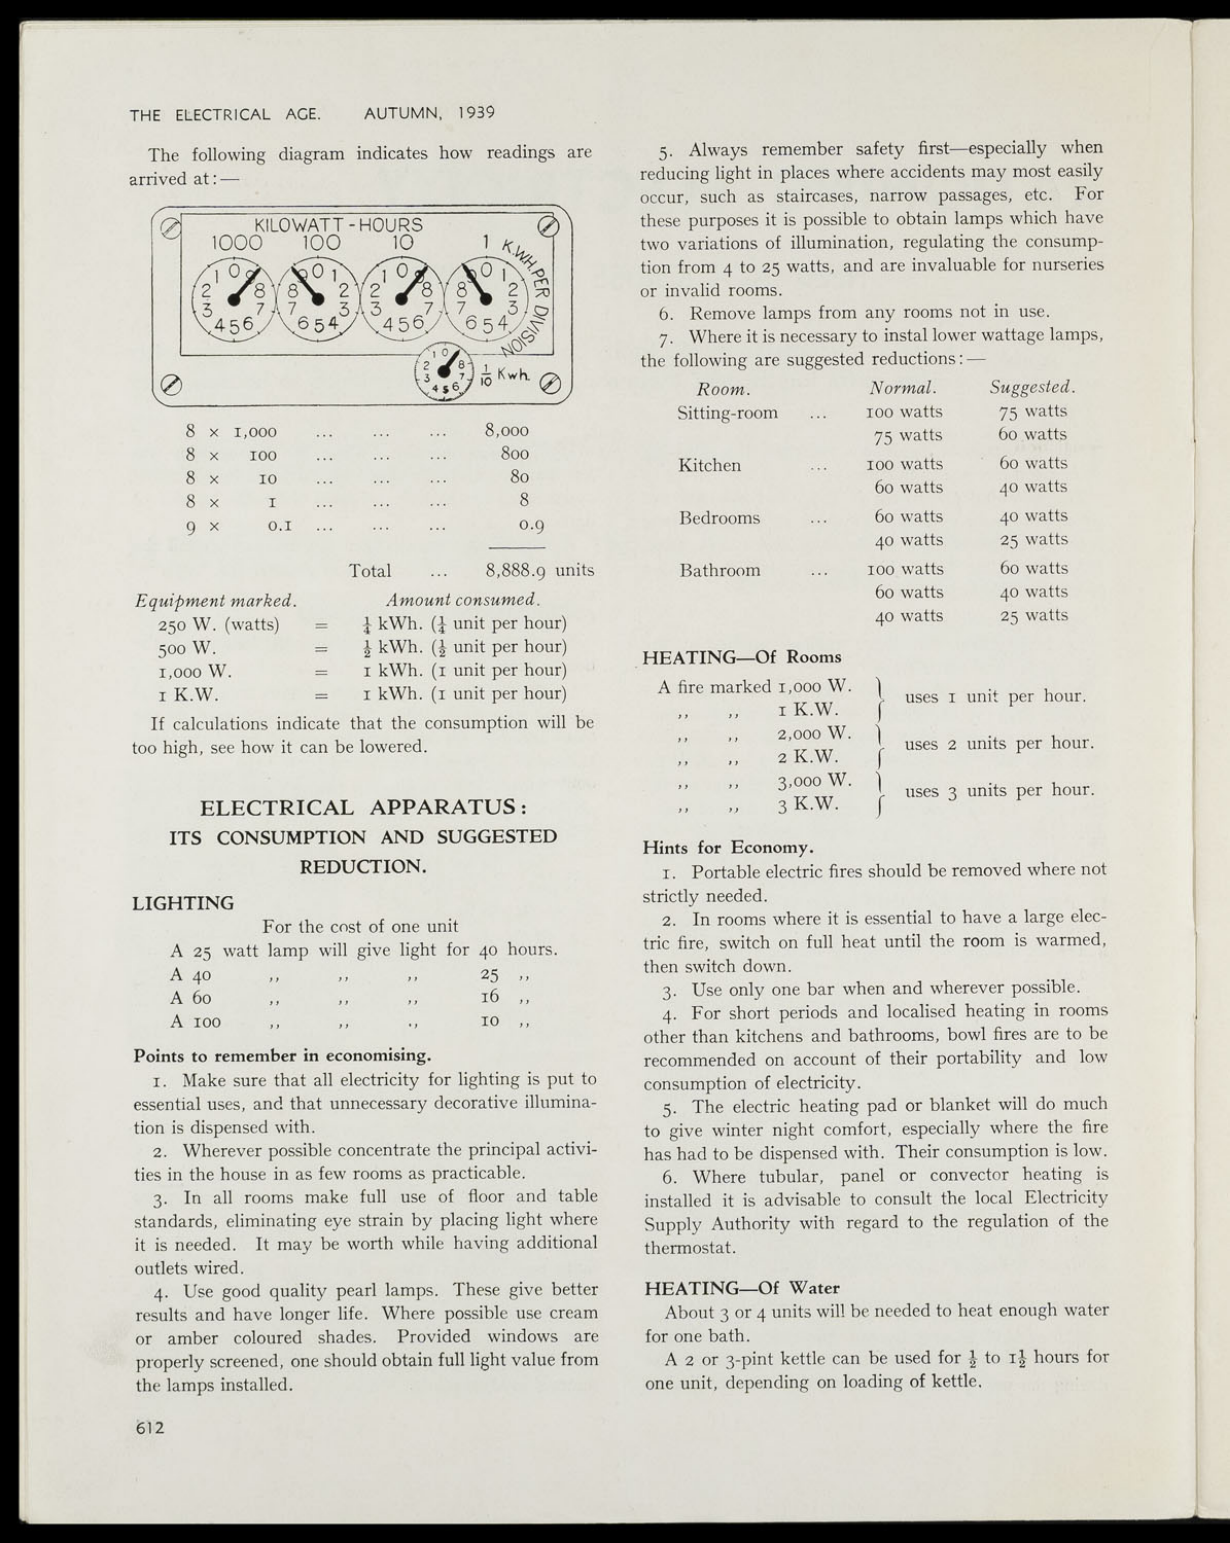 THE ELECTRICAL AGE. AUTUMN, 1939
The following diagram indicates how readings are
arrived at:—
KILOWATT-HOURS
1000 100 10 1 K.WH. PER DIVISION
1 0 9 8 7 6 5 4 3 2
9 0 1 2 3 4 5 6 7 8
1 0 9 8 7 6 5 4 3 2
9 0 1 2 3 4 5 6 7 8
1 0 8 7 6 5 4 3 2
1/10 Kwh.
8 × 1,000 ... ... ... 8,000
8 × 100 ... ... ... 800
8 × 10 ... ... ... 80
8 × 1 ... ... ... 8
9 × 0.1 ... ... ... 0.9
Total ... 8,888.9 units
Equipment marked. Amount consumed.
250 W. (watts) = ¼ kWh. (¼ unit per hour)
500 W. = ½ kWh. (½ unit per hour)
1,000 W. = 1 kWh. (1 unit per hour)
1 K.W. = 1 kWh. (1 unit per hour)
If calculations indicate that the consumption will be
too high, see how it can be lowered.
ELECTRICAL APPARATUS:
ITS CONSUMPTION AND SUGGESTED
REDUCTION.
LIGHTING
For the cost of one unit
A 25 watt lamp will give light for 40 hours.
A 40 ,, ,, ,, 25 ,,
A 60 ,, ,, ,, 16 ,,
A 100 ,, ,, ,, 10 ,,
Points to remember in economising.
1. Make sure that all electricity for lighting is put to
essential uses, and that unnecessary decorative illumina-
tion is dispensed with.
2. Wherever possible concentrate the principal activi-
ties in the house in as few rooms as practicable.
3. In all rooms make full use of floor and table
standards, eliminating eye strain by placing light where
it is needed. It may be worth while having additional
outlets wired.
4. Use good quality pearl lamps. These give better
results and have longer life. Where possible use cream
or amber coloured shades. Provided windows are
properly screened, one should obtain full light value from
the lamps installed.
612
5. Always remember safety first—especially when
reducing light in places where accidents may most easily
occur, such as staircases, narrow passages, etc. For
these purposes it is possible to obtain lamps which have
two variations of illumination, regulating the consump-
tion from 4 to 25 watts, and are invaluable for nurseries
or invalid rooms.
6. Remove lamps from any rooms not in use.
7. Where it is necessary to instal lower wattage lamps,
the following are suggested reductions:—
Room. Normal. Suggested.
Sitting-room ... 100 watts 75 watts
75 watts 60 watts
Kitchen ... 100 watts 60 watts
60 watts 40 watts
Bedrooms ... 60 watts 40 watts
40 watts 25 watts
Bathroom ... 100 watts 60 watts
60 watts 40 watts
40 watts 25 watts
HEATING—Of Rooms
A fire marked 1,000 W.
,, ,, 1 K.W. } uses 1 unit per hour.
,, ,, 2,000 W.
,, ,, 2 K.W. } uses 2 units per hour.
,, ,, 3,000 W.
,, ,, 3 K.W. } uses 3 units per hour.
Hints for Economy.
1. Portable electric fires should be removed where not
strictly needed.
2. In rooms where it is essential to have a large elec-
tric fire, switch on full heat until the room is warmed,
then switch down.
3. Use only one bar when and wherever possible.
4. For short periods and localised heating in rooms
other than kitchens and bathrooms, bowl fires are to be
recommended on account of their portability and low
consumption of electricity.
5. The electric heating pad or blanket will do much
to give winter night comfort, especially where the fire
has had to be dispensed with. Their consumption is low.
6. Where tubular, panel or convector heating is
installed it is advisable to consult the local Electricity
Supply Authority with regard to the regulation of the
thermostat.
HEATING—Of Water
About 3 or 4 units will be needed to heat enough water
for one bath.
A 2 or 3-pint kettle can be used for ½ to 1½ hours for
one unit, depending on loading of kettle.